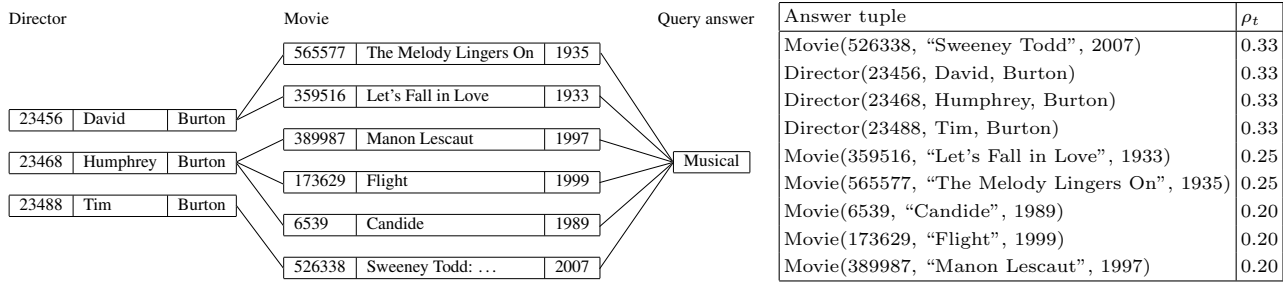 Director Movie Query answer
565577 The Melody Lingers On 1935
359516 Let's Fall in Love 1933
23456 David Burton
389987 Manon Lescaut 1997
23468 Humphrey Burton
Musical
173629 Flight 1999
23488 Tim Burton
6539 Candide 1989
526338 Sweeney Todd: … 2007
Answer tuple ρt
Movie(526338, “Sweeney Todd”, 2007) 0.33
Director(23456, David, Burton) 0.33
Director(23468, Humphrey, Burton) 0.33
Director(23488, Tim, Burton) 0.33
Movie(359516, “Let’s Fall in Love”, 1933) 0.25
Movie(565577, “The Melody Lingers On”, 1935) 0.25
Movie(6539, “Candide”, 1989) 0.20
Movie(173629, “Flight”, 1999) 0.20
Movie(389987, “Manon Lescaut”, 1997) 0.20